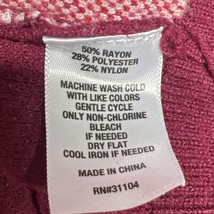 50% RAYON
28% POLYESTER
22% NYLON
MACHINE WASH COLD
WITH LIKE COLORS
GENTLE CYCLE
ONLY NON-CHLORINE
BLEACH
IF NEEDED
DRY FLAT
COOL IRON IF NEEDED
MADE IN CHINA
RN#31104